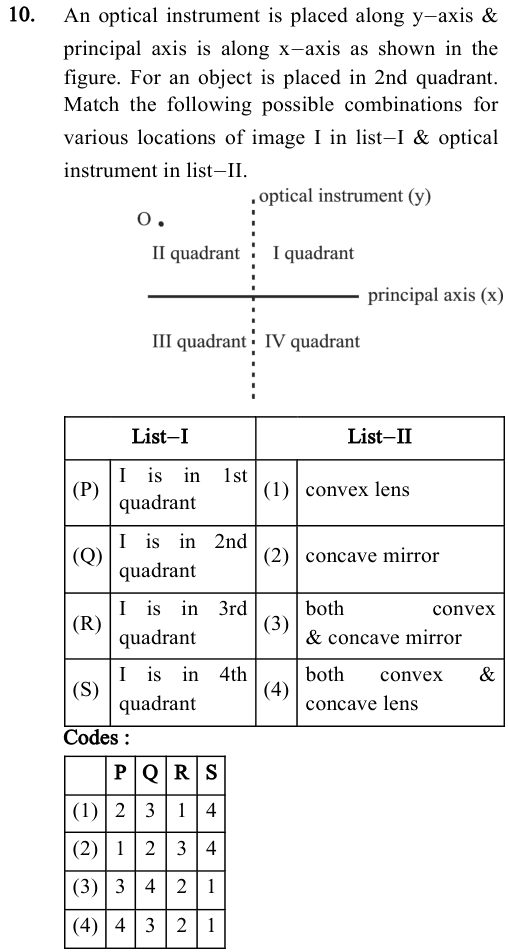 10. An optical instrument is placed along y–axis &
principal axis is along x–axis as shown in the
figure. For an object is placed in 2nd quadrant.
Match the following possible combinations for
various locations of image I in list–I & optical
instrument in list–II.
optical instrument (y)
O
II quadrant I quadrant
principal axis (x)
III quadrant IV quadrant
List–I List–II
(P) I is in 1st quadrant (1) convex lens
(Q) I is in 2nd quadrant (2) concave mirror
(R) I is in 3rd quadrant (3) both convex & concave mirror
(S) I is in 4th quadrant (4) both convex & concave lens
Codes :
P Q R S
(1) 2 3 1 4
(2) 1 2 3 4
(3) 3 4 2 1
(4) 4 3 2 1